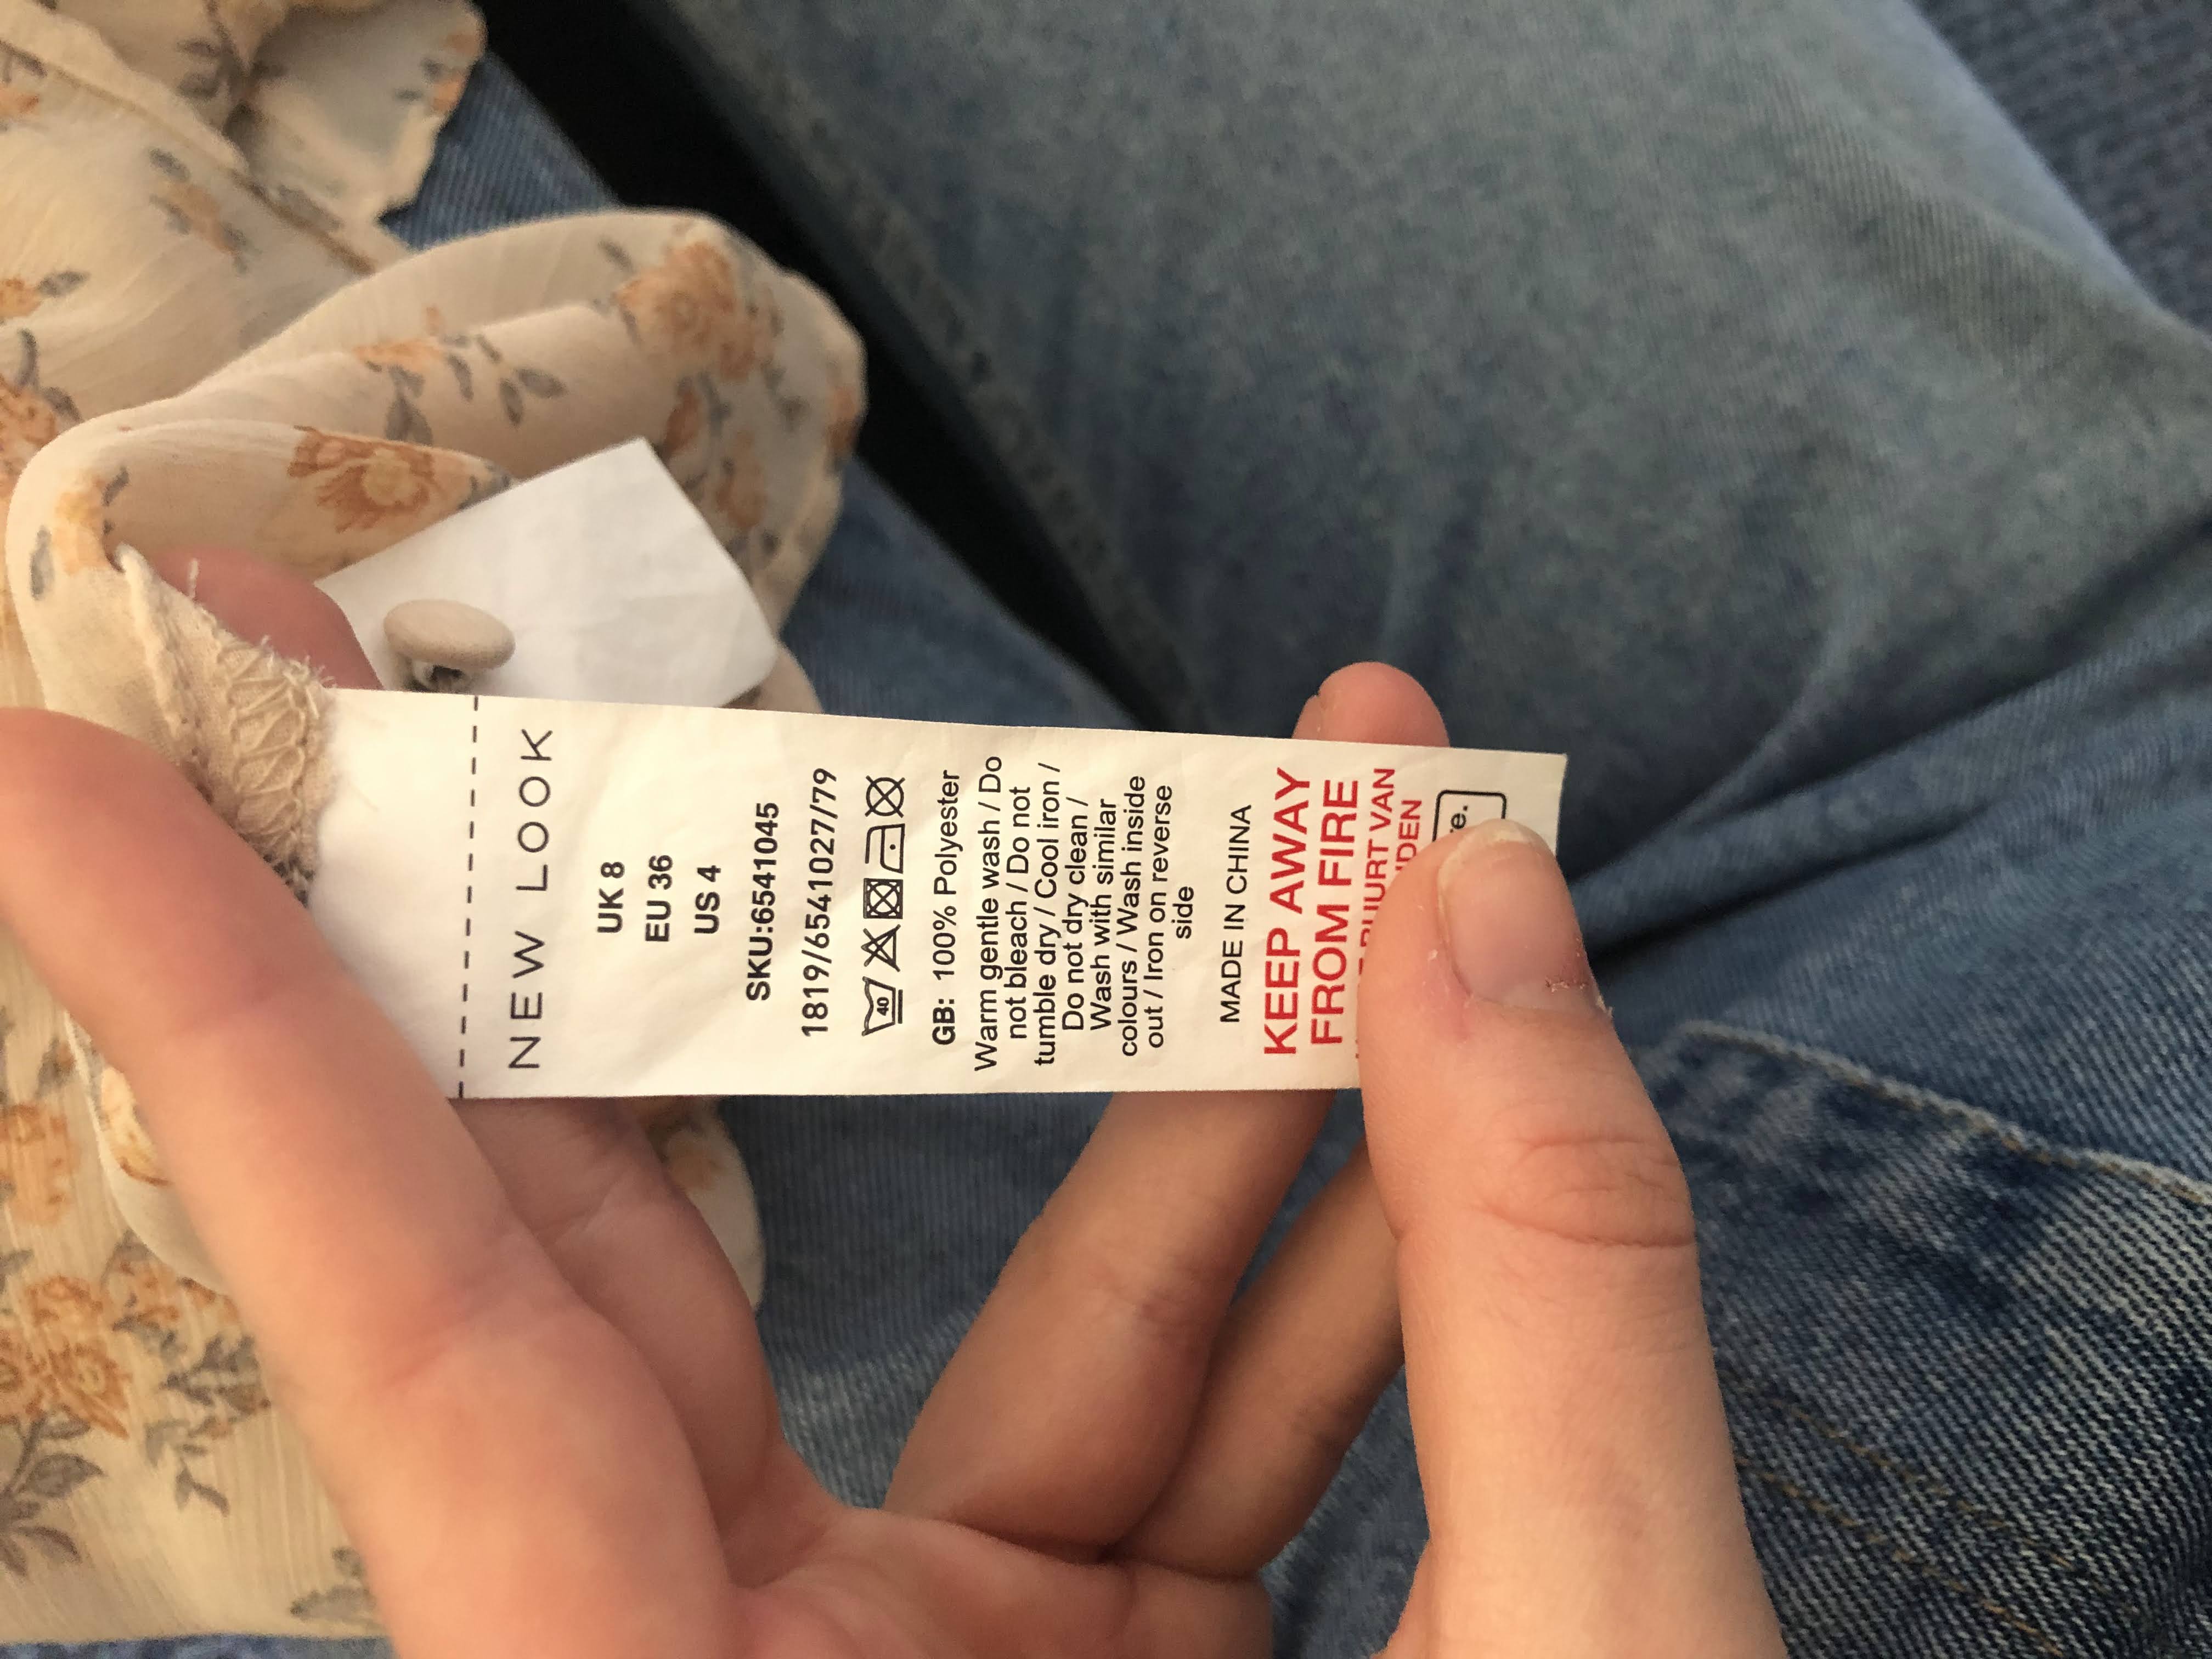 NEW LOOK
UK 8
EU 36
US 4
SKU:6541045
1819/6541027/79
40
GB: 100% Polyester
Warm gentle wash / Do
not bleach / Do not
tumble dry / Cool iron /
Do not dry clean /
Wash with similar
colours / Wash inside
out / Iron on reverse
side
MADE IN CHINA
KEEP AWAY
FROM FIRE
VAN